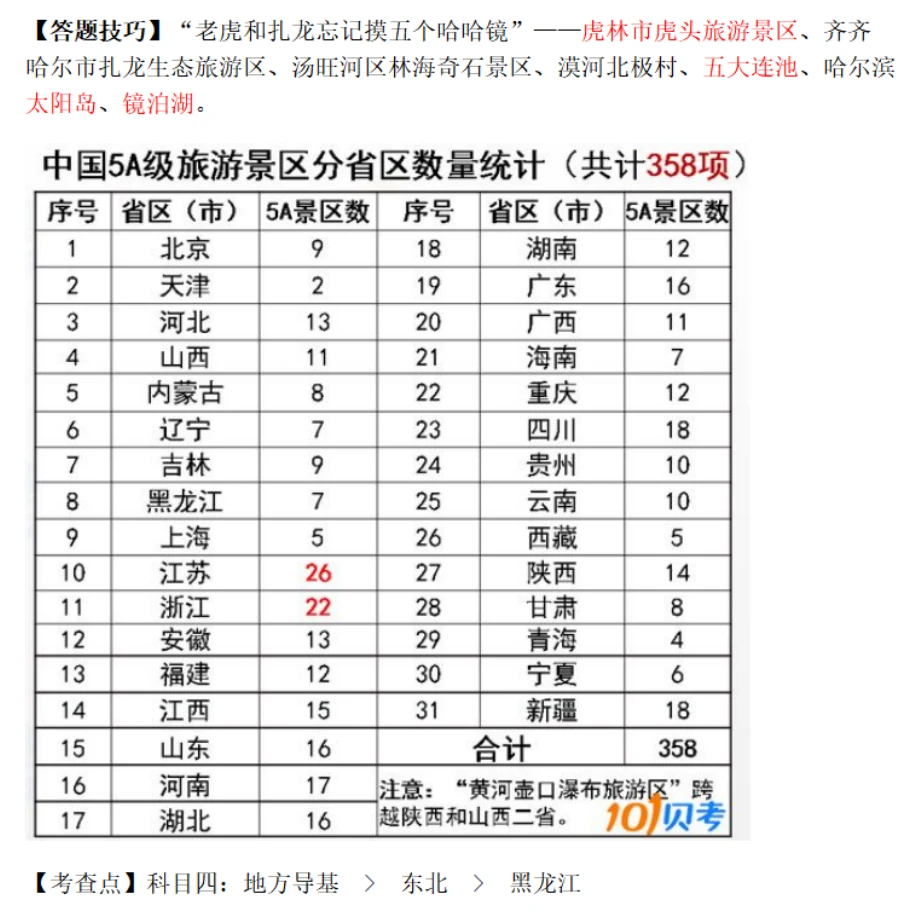 【答题技巧】“老虎和扎龙忘记摸五个哈哈镜”——虎林市虎头旅游景区、齐齐
哈尔市扎龙生态旅游区、汤旺河区林海奇石景区、漠河北极村、五大连池、哈尔滨
太阳岛、镜泊湖。
中国5A级旅游景区分省区数量统计（共计358项）
序号 省区（市） 5A景区数 序号 省区（市） 5A景区数
1 北京 9 18 湖南 12
2 天津 2 19 广东 16
3 河北 13 20 广西 11
4 山西 11 21 海南 7
5 内蒙古 8 22 重庆 12
6 辽宁 7 23 四川 18
7 吉林 9 24 贵州 10
8 黑龙江 7 25 云南 10
9 上海 5 26 西藏 5
10 江苏 26 27 陕西 14
11 浙江 22 28 甘肃 8
12 安徽 13 29 青海 4
13 福建 12 30 宁夏 6
14 江西 15 31 新疆 18
15 山东 16 合计 358
16 河南 17 注意：“黄河壶口瀑布旅游区”跨
17 湖北 16 越陕西和山西二省。
101贝考
【考查点】科目四：地方导基 > 东北 > 黑龙江